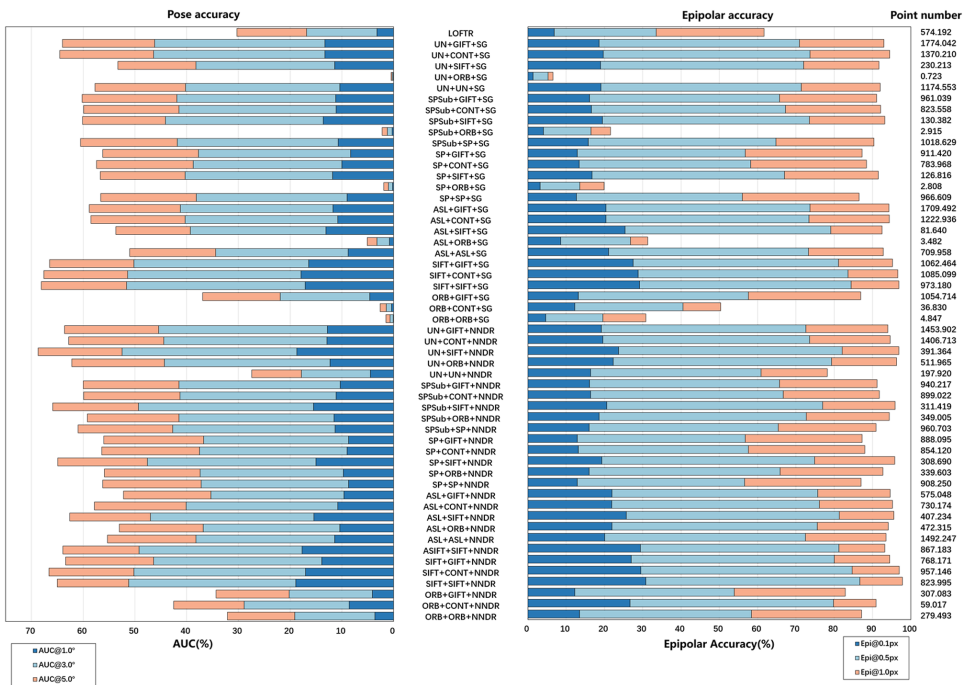 Pose accuracy Epipolar accuracy Point number
LOFTR 574.192
UN+GIFT+SG 1774.042
UN+CONT+SG 1370.210
UN+SIFT+SG 230.213
UN+ORB+SG 0.723
UN+UN+SG 1174.553
SPSub+GIFT+SG 961.039
SPSub+CONT+SG 823.558
SPSub+SIFT+SG 130.382
SPSub+ORB+SG 2.915
SPSub+SP+SG 1018.629
SP+GIFT+SG 911.420
SP+CONT+SG 783.968
SP+SIFT+SG 126.816
SP+ORB+SG 2.808
SP+SP+SG 966.609
ASL+GIFT+SG 1709.492
ASL+CONT+SG 1222.936
ASL+SIFT+SG 81.640
ASL+ORB+SG 3.482
ASL+ASL+SG 709.958
SIFT+GIFT+SG 1062.464
SIFT+CONT+SG 1085.099
SIFT+SIFT+SG 973.180
ORB+GIFT+SG 1054.714
ORB+CONT+SG 36.830
ORB+ORB+SG 4.847
UN+GIFT+NNDR 1453.902
UN+CONT+NNDR 1406.713
UN+SIFT+NNDR 391.364
UN+ORB+NNDR 511.965
UN+UN+NNDR 197.920
SPSub+GIFT+NNDR 940.217
SPSub+CONT+NNDR 899.022
SPSub+SIFT+NNDR 311.419
SPSub+ORB+NNDR 349.005
SPSub+SP+NNDR 960.703
SP+GIFT+NNDR 888.095
SP+CONT+NNDR 854.120
SP+SIFT+NNDR 308.690
SP+ORB+NNDR 339.603
SP+SP+NNDR 908.250
ASL+GIFT+NNDR 575.048
ASL+CONT+NNDR 730.174
ASL+SIFT+NNDR 407.234
ASL+ORB+NNDR 472.315
ASL+ASL+NNDR 1492.247
ASIFT+SIFT+NNDR 867.183
SIFT+GIFT+NNDR 768.171
SIFT+CONT+NNDR 957.146
SIFT+SIFT+NNDR 823.995
ORB+GIFT+NNDR 307.083
ORB+CONT+NNDR 59.017
ORB+ORB+NNDR 279.493
70 60 50 40 30 20 10 0 0 10 20 30 40 50 60 70 80 90 100
AUC(%) Epipolar Accuracy(%)
AUC@1.0° Epi@0.1px
AUC@3.0° Epi@0.5px
AUC@5.0° Epi@1.0px